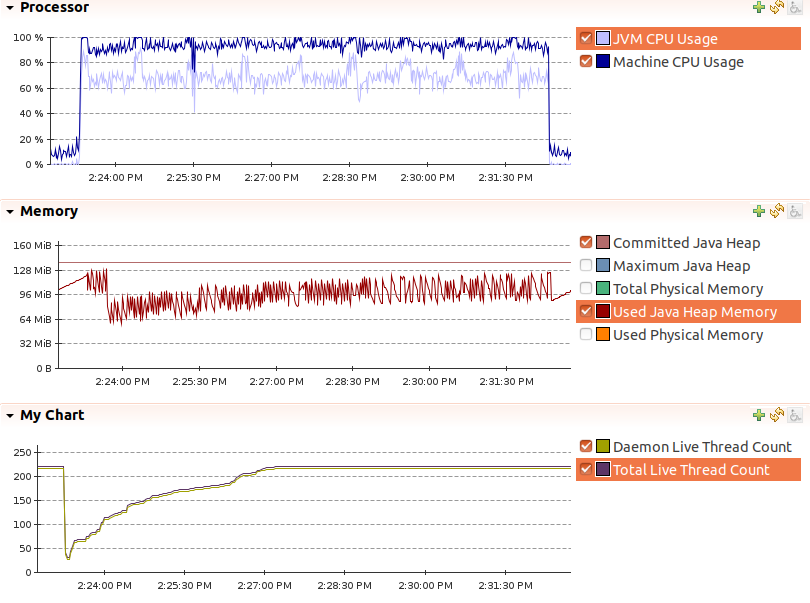 Processor
100 %
80 %
60 %
40 %
20 %
0 %
2:24:00 PM 2:25:30 PM 2:27:00 PM 2:28:30 PM 2:30:00 PM 2:31:30 PM
JVM CPU Usage
Machine CPU Usage
Memory
160 MiB
128 MiB
96 MiB
64 MiB
32 MiB
0 B
2:24:00 PM 2:25:30 PM 2:27:00 PM 2:28:30 PM 2:30:00 PM 2:31:30 PM
Committed Java Heap
Maximum Java Heap
Total Physical Memory
Used Java Heap Memory
Used Physical Memory
My Chart
250
200
150
100
50
0
2:24:00 PM 2:25:30 PM 2:27:00 PM 2:28:30 PM 2:30:00 PM 2:31:30 PM
Daemon Live Thread Count
Total Live Thread Count